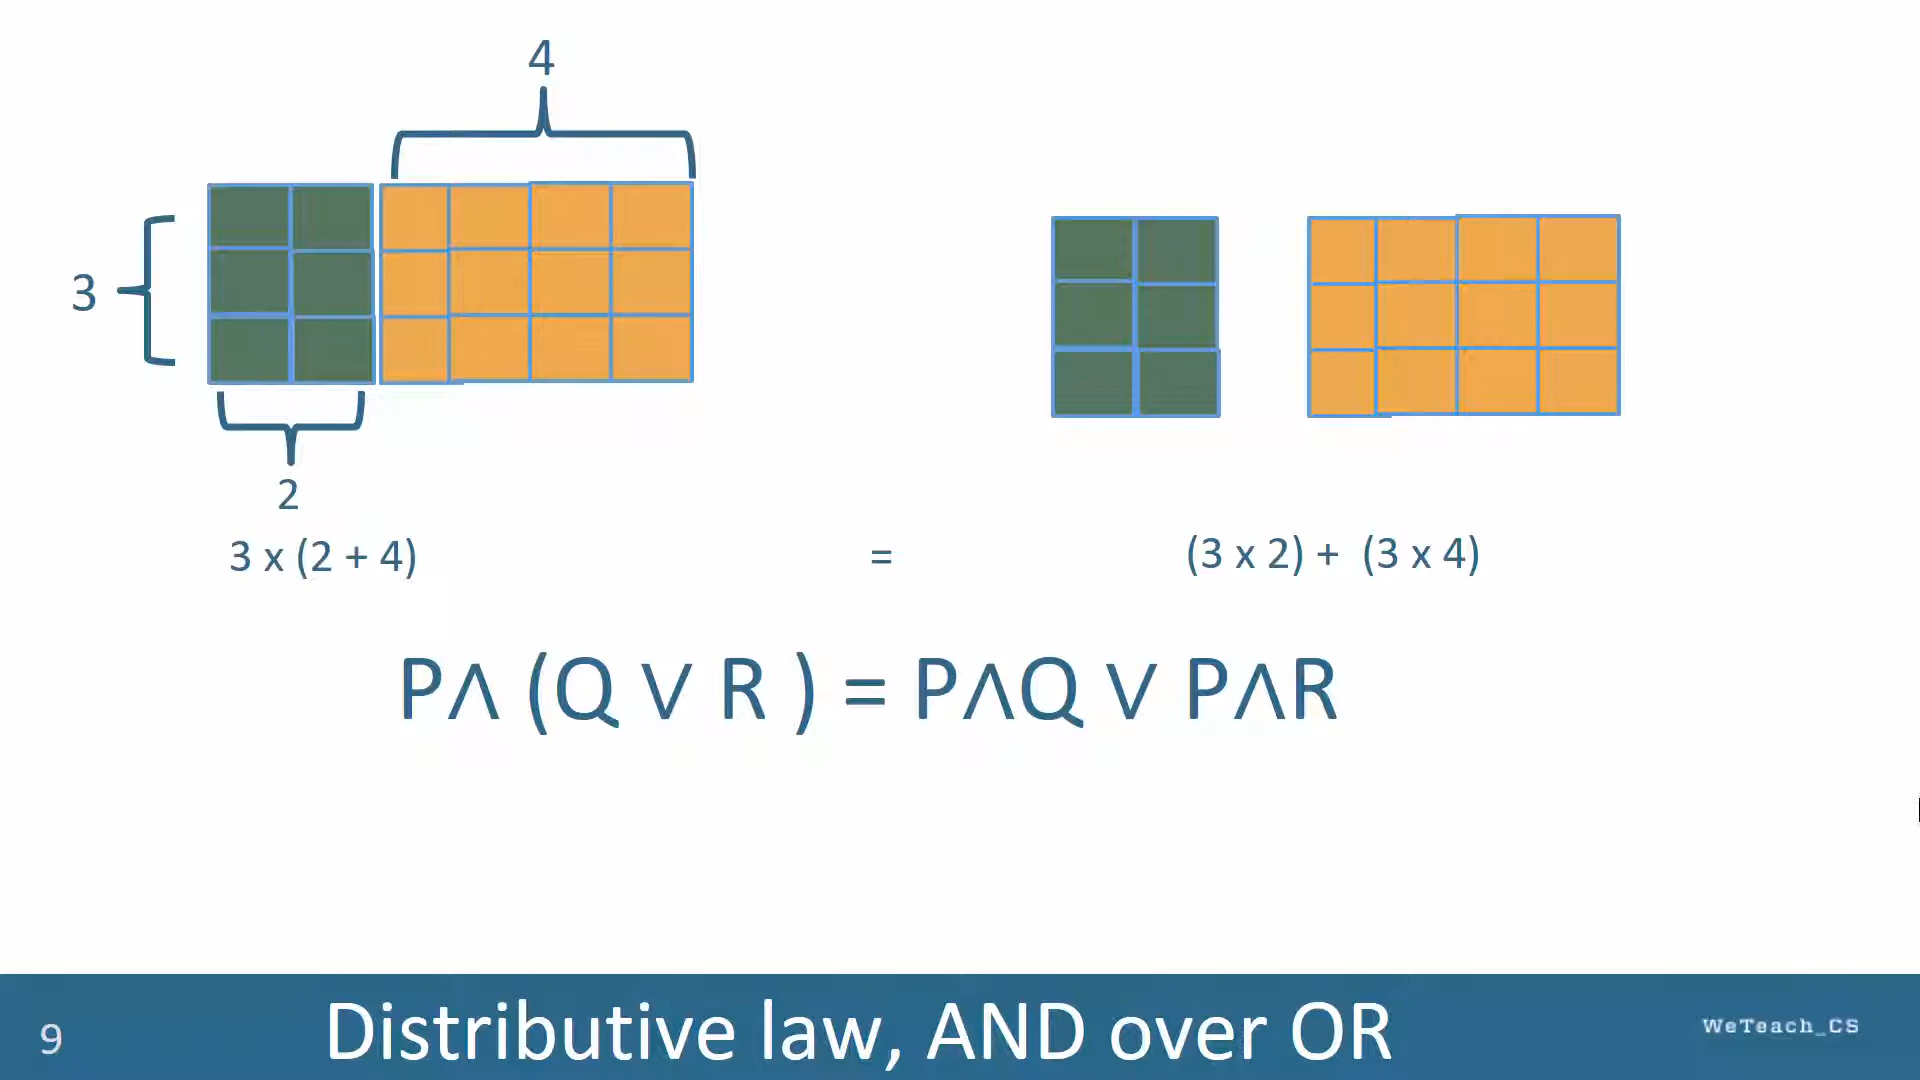 4
3
2
3 x (2 + 4) = (3 x 2) + (3 x 4)
P∧ (Q ∨ R ) = P∧Q ∨ P∧R
9 Distributive law, AND over OR WeTeach_CS